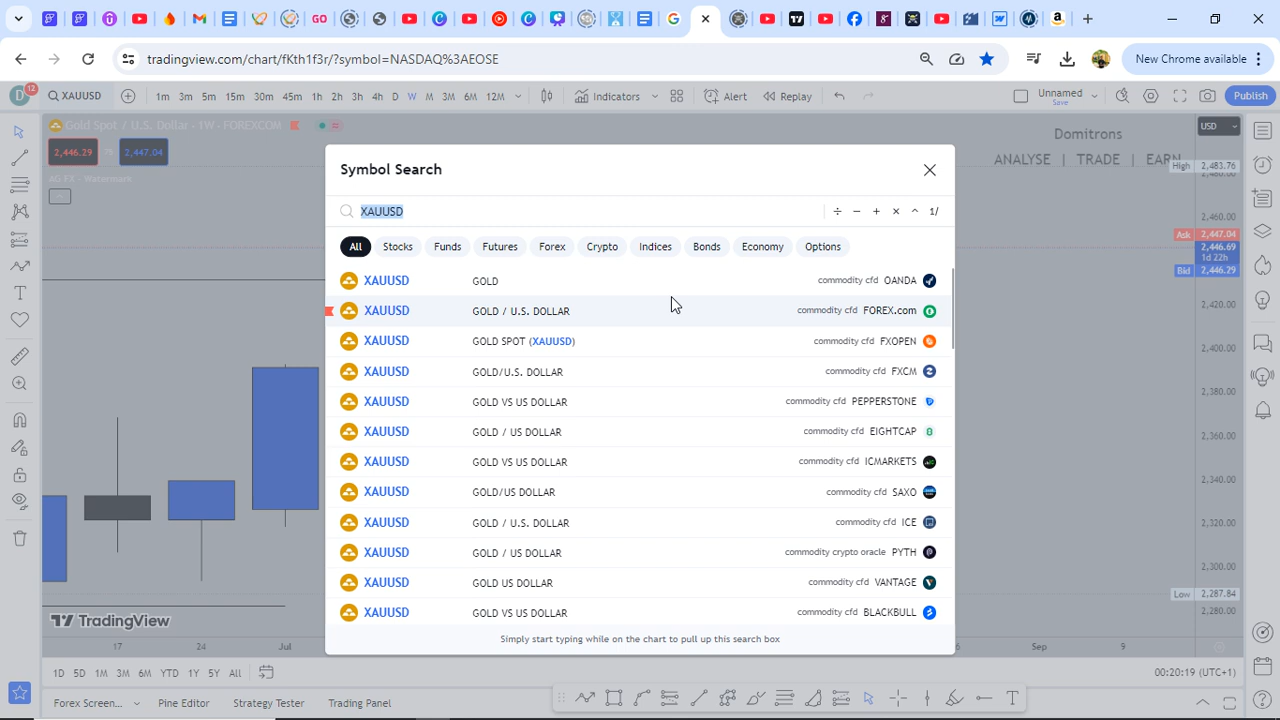 tradingview.com/chart/fKth1f3r/?symbol=NASDAQ%3AEOSE
New Chrome available
D 12 XAUUSD 1m 3m 5m 15m 30m 45m 1h 2h 3h 4h D W M 3M 6M 12M Indicators Alert Replay Unnamed Save Publish
Gold Spot / U.S. Dollar · 1W · FOREXCOM
USD
2,446.29 75 2,447.04
AG FX - Watermark
Domitrons
ANALYSE | TRADE | EARN
High 2,483.76
2,480.00
2,460.00
Ask 2,447.04
2,446.69
1d 22h
Bid 2,446.29
2,420.00
2,400.00
2,380.00
2,360.00
2,340.00
2,320.00
2,300.00
Low 2,287.84
2,280.00
Symbol Search
XAUUSD ÷ − + × ^ 1/
All Stocks Funds Futures Forex Crypto Indices Bonds Economy Options
XAUUSD GOLD commodity cfd OANDA
XAUUSD GOLD / U.S. DOLLAR commodity cfd FOREX.com
XAUUSD GOLD SPOT (XAUUSD) commodity cfd FXOPEN
XAUUSD GOLD/U.S. DOLLAR commodity cfd FXCM
XAUUSD GOLD VS US DOLLAR commodity cfd PEPPERSTONE
XAUUSD GOLD / US DOLLAR commodity cfd EIGHTCAP
XAUUSD GOLD VS US DOLLAR commodity cfd ICMARKETS
XAUUSD GOLD/US DOLLAR commodity cfd SAXO
XAUUSD GOLD / U.S. DOLLAR commodity cfd ICE
XAUUSD GOLD / US DOLLAR commodity crypto oracle PYTH
XAUUSD GOLD US DOLLAR commodity cfd VANTAGE
XAUUSD GOLD VS US DOLLAR commodity cfd BLACKBULL
Simply start typing while on the chart to pull up this search box
TradingView
17 24 Jul Sep 9
1D 5D 1M 3M 6M YTD 1Y 5Y All 00:20:19 (UTC+1)
Forex Screen... Pine Editor Strategy Tester Trading Panel